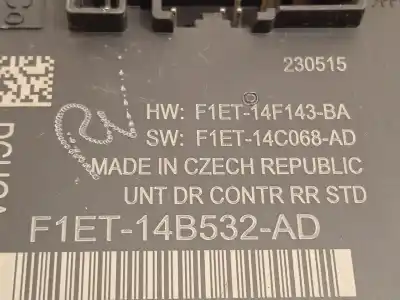 230515
HW: F1ET-14F143-BA
SW: F1ET-14C068-AD
MADE IN CZECH REPUBLIC
UNT DR CONTR RR STD
F1ET-14B532-AD